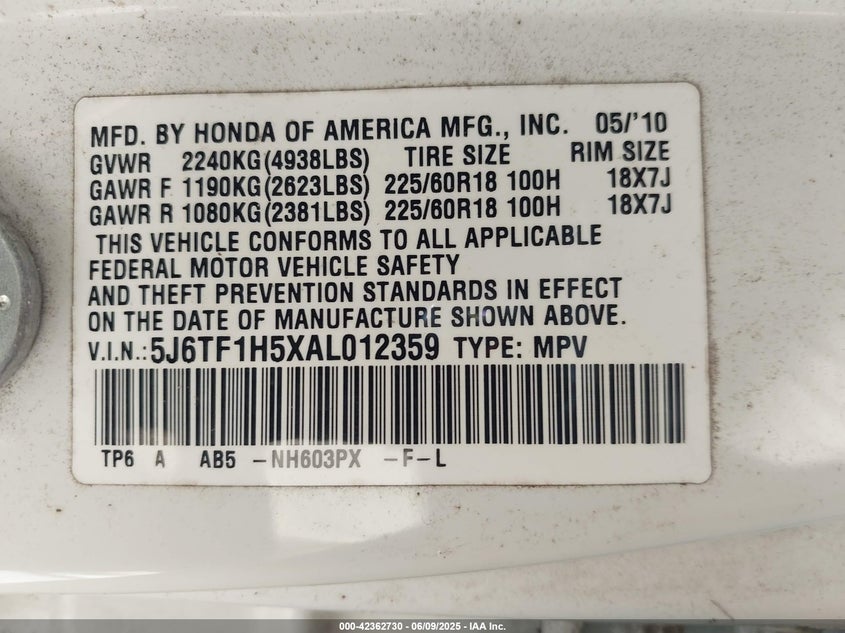 MFD. BY HONDA OF AMERICA MFG., INC. 05/'10
GVWR 2240KG(4938LBS) TIRE SIZE RIM SIZE
GAWR F 1190KG(2623LBS) 225/60R18 100H 18X7J
GAWR R 1080KG(2381LBS) 225/60R18 100H 18X7J
THIS VEHICLE CONFORMS TO ALL APPLICABLE
FEDERAL MOTOR VEHICLE SAFETY
AND THEFT PREVENTION STANDARDS IN EFFECT
ON THE DATE OF MANUFACTURE SHOWN ABOVE.
V.I.N.: 5J6TF1H5XAL012359 TYPE: MPV
TP6 A AB5 -NH603PX -F-L
000-42362730 - 06/09/2025 - IAA Inc.